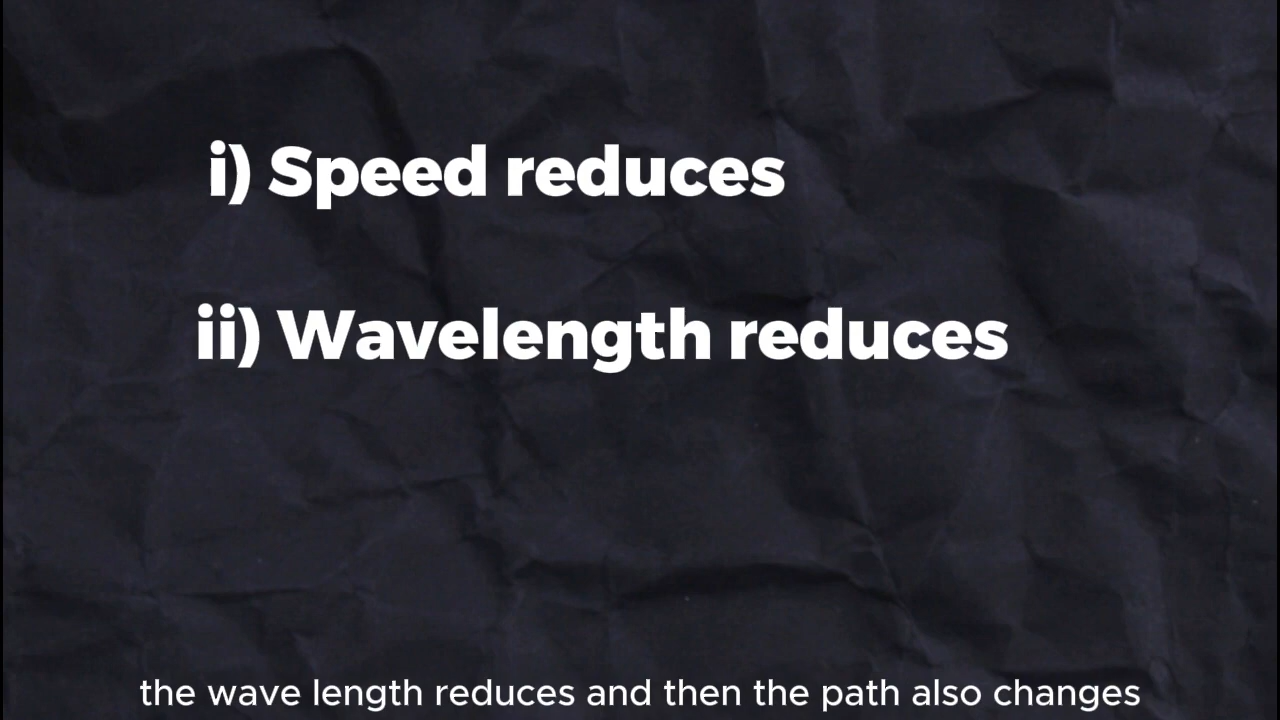 i) Speed reduces
ii) Wavelength reduces
the wave length reduces and then the path also changes